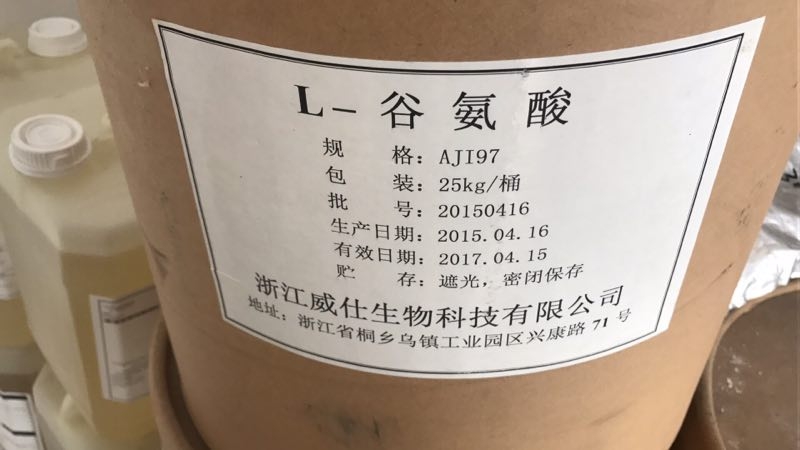 L-谷氨酸
规 格：AJI97
包 装：25kg/桶
批 号：20150416
生产日期：2015.04.16
有效日期：2017.04.15
贮 存：遮光，密闭保存
浙江威仕生物科技有限公司
地址：浙江省桐乡乌镇工业园区兴康路 71 号